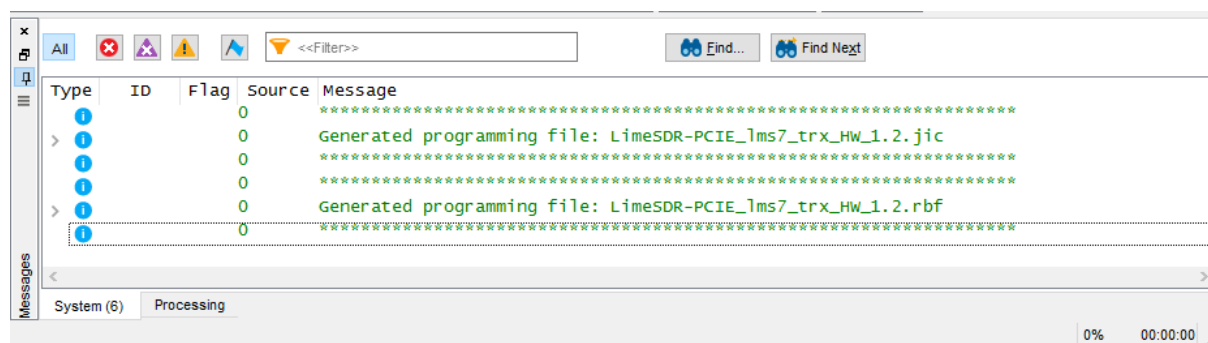 All <<Filter>> Find... Find Next
Type ID Flag Source Message
0 *******************************************************************
0 Generated programming file: LimeSDR-PCIE_lms7_trx_HW_1.2.jic
0 *******************************************************************
0 *******************************************************************
0 Generated programming file: LimeSDR-PCIE_lms7_trx_HW_1.2.rbf
0 *******************************************************************
Messages
System (6) Processing
0% 00:00:00